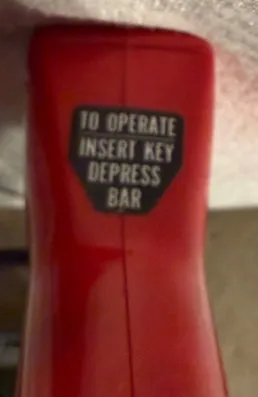 TO OPERATE
INSERT KEY
DEPRESS
BAR